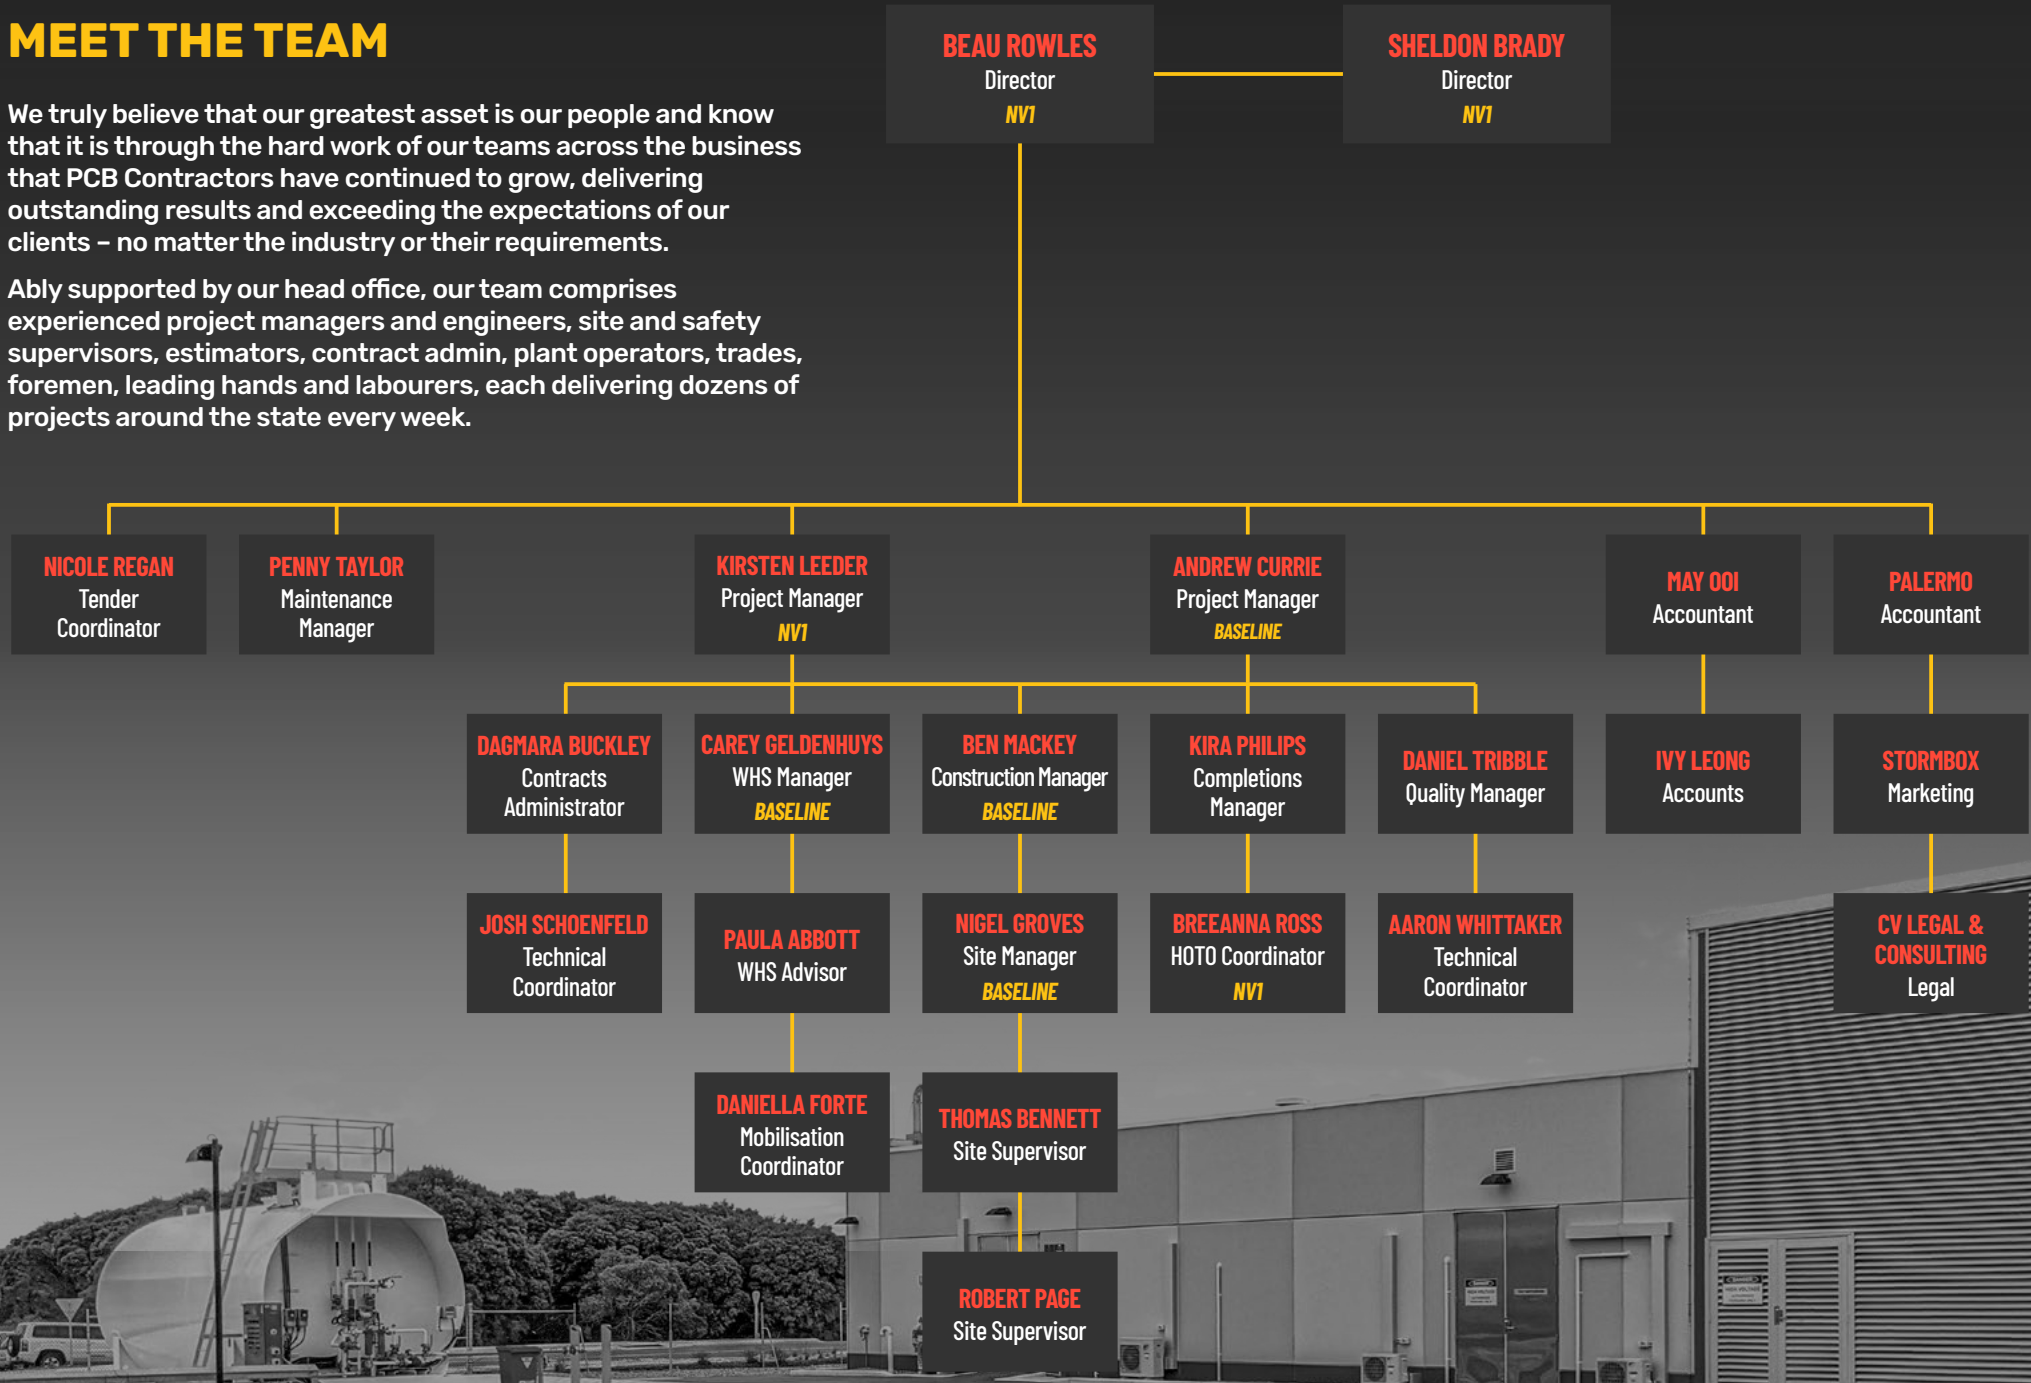 MEET THE TEAM
We truly believe that our greatest asset is our people and know
that it is through the hard work of our teams across the business
that PCB Contractors have continued to grow, delivering
outstanding results and exceeding the expectations of our
clients – no matter the industry or their requirements.
Ably supported by our head office, our team comprises
experienced project managers and engineers, site and safety
supervisors, estimators, contract admin, plant operators, trades,
foremen, leading hands and labourers, each delivering dozens of
projects around the state every week.
BEAU ROWLES
Director
NV1
SHELDON BRADY
Director
NV1
NICOLE REGAN
Tender
Coordinator
PENNY TAYLOR
Maintenance
Manager
KIRSTEN LEEDER
Project Manager
NV1
ANDREW CURRIE
Project Manager
BASELINE
MAY OOI
Accountant
PALERMO
Accountant
DAGMARA BUCKLEY
Contracts
Administrator
CAREY GELDENHUYS
WHS Manager
BASELINE
BEN MACKEY
Construction Manager
BASELINE
KIRA PHILIPS
Completions
Manager
DANIEL TRIBBLE
Quality Manager
IVY LEONG
Accounts
STORMBOX
Marketing
JOSH SCHOENFELD
Technical
Coordinator
PAULA ABBOTT
WHS Advisor
NIGEL GROVES
Site Manager
BASELINE
BREEANNA ROSS
HOTO Coordinator
NV1
AARON WHITTAKER
Technical
Coordinator
CV LEGAL &
CONSULTING
Legal
DANIELLA FORTE
Mobilisation
Coordinator
THOMAS BENNETT
Site Supervisor
ROBERT PAGE
Site Supervisor